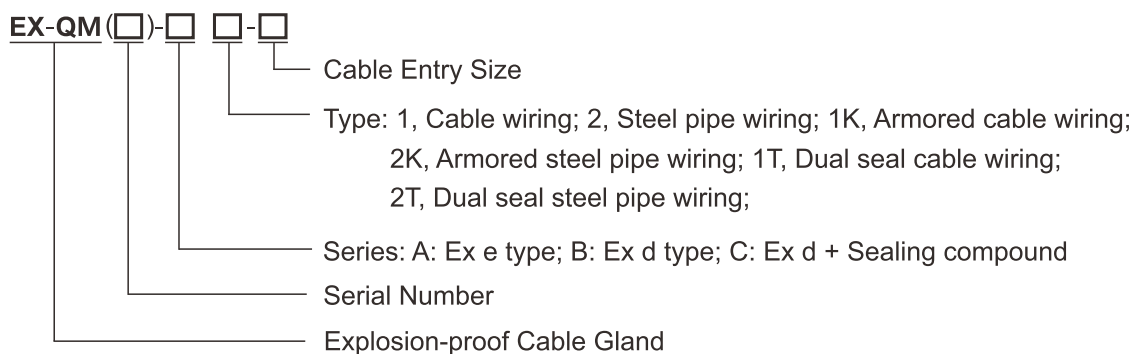 EX-QM(□)-□ □-□
Cable Entry Size
Type: 1, Cable wiring; 2, Steel pipe wiring; 1K, Armored cable wiring;
2K, Armored steel pipe wiring; 1T, Dual seal cable wiring;
2T, Dual seal steel pipe wiring;
Series: A: Ex e type; B: Ex d type; C: Ex d + Sealing compound
Serial Number
Explosion-proof Cable Gland